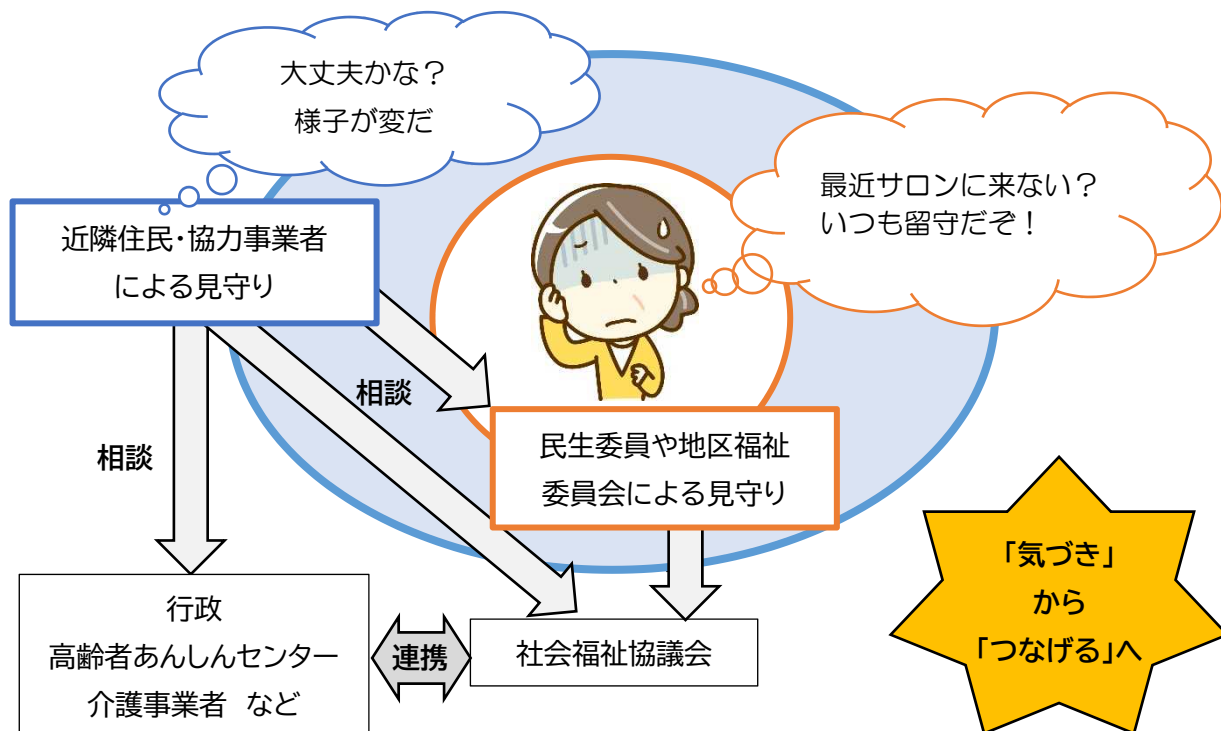 大丈夫かな？
様子が変だ
最近サロンに来ない？
いつも留守だぞ！
近隣住民・協力事業者
による見守り
相談
相談
民生委員や地区福祉
委員会による見守り
行政
高齢者あんしんセンター
介護事業者　など
連携
社会福祉協議会
「気づき」
から
「つなげる」へ